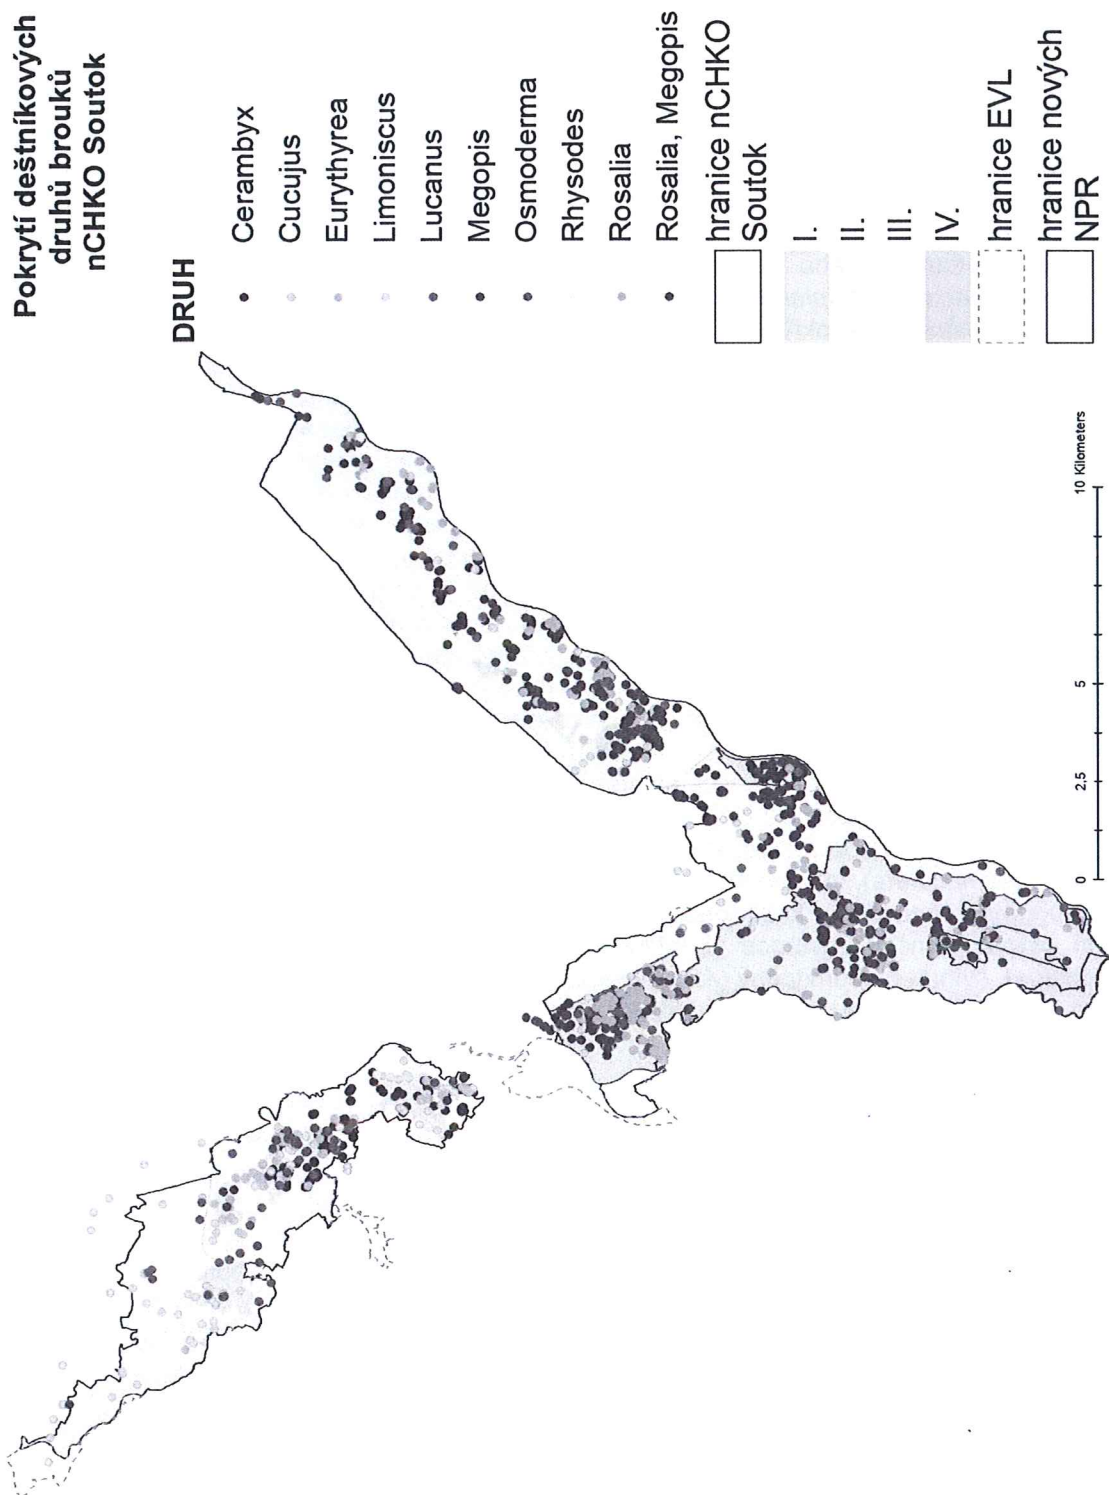 Pokrytí deštníkových
druhů brouků
nCHKO Soutok
DRUH
Cerambyx
Cucujus
Eurythyrea
Limoniscus
Lucanus
Megopis
Osmoderma
Rhysodes
Rosalia
Rosalia, Megopis
hranice nCHKO
Soutok
I.
II.
III.
IV.
hranice EVL
hranice nových
NPR
0
2,5
5
10 Kilometers